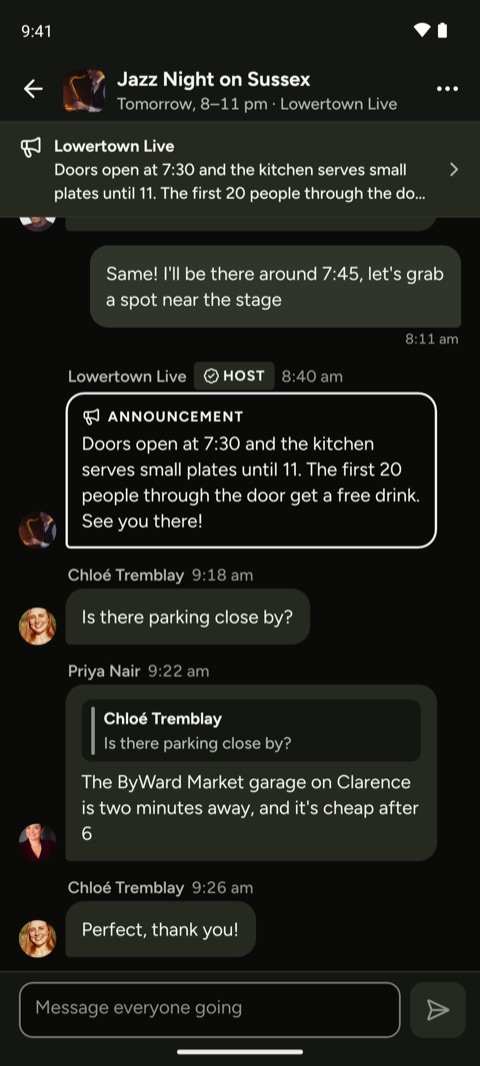 9:41
Jazz Night on Sussex
Tomorrow, 8–11 pm · Lowertown Live
Lowertown Live
Doors open at 7:30 and the kitchen serves small
plates until 11. The first 20 people through the do...
Same! I'll be there around 7:45, let's grab
a spot near the stage
8:11 am
Lowertown Live HOST 8:40 am
ANNOUNCEMENT
Doors open at 7:30 and the kitchen
serves small plates until 11. The first 20
people through the door get a free drink.
See you there!
Chloé Tremblay 9:18 am
Is there parking close by?
Priya Nair 9:22 am
Chloé Tremblay
Is there parking close by?
The ByWard Market garage on Clarence
is two minutes away, and it's cheap after
6
Chloé Tremblay 9:26 am
Perfect, thank you!
Message everyone going